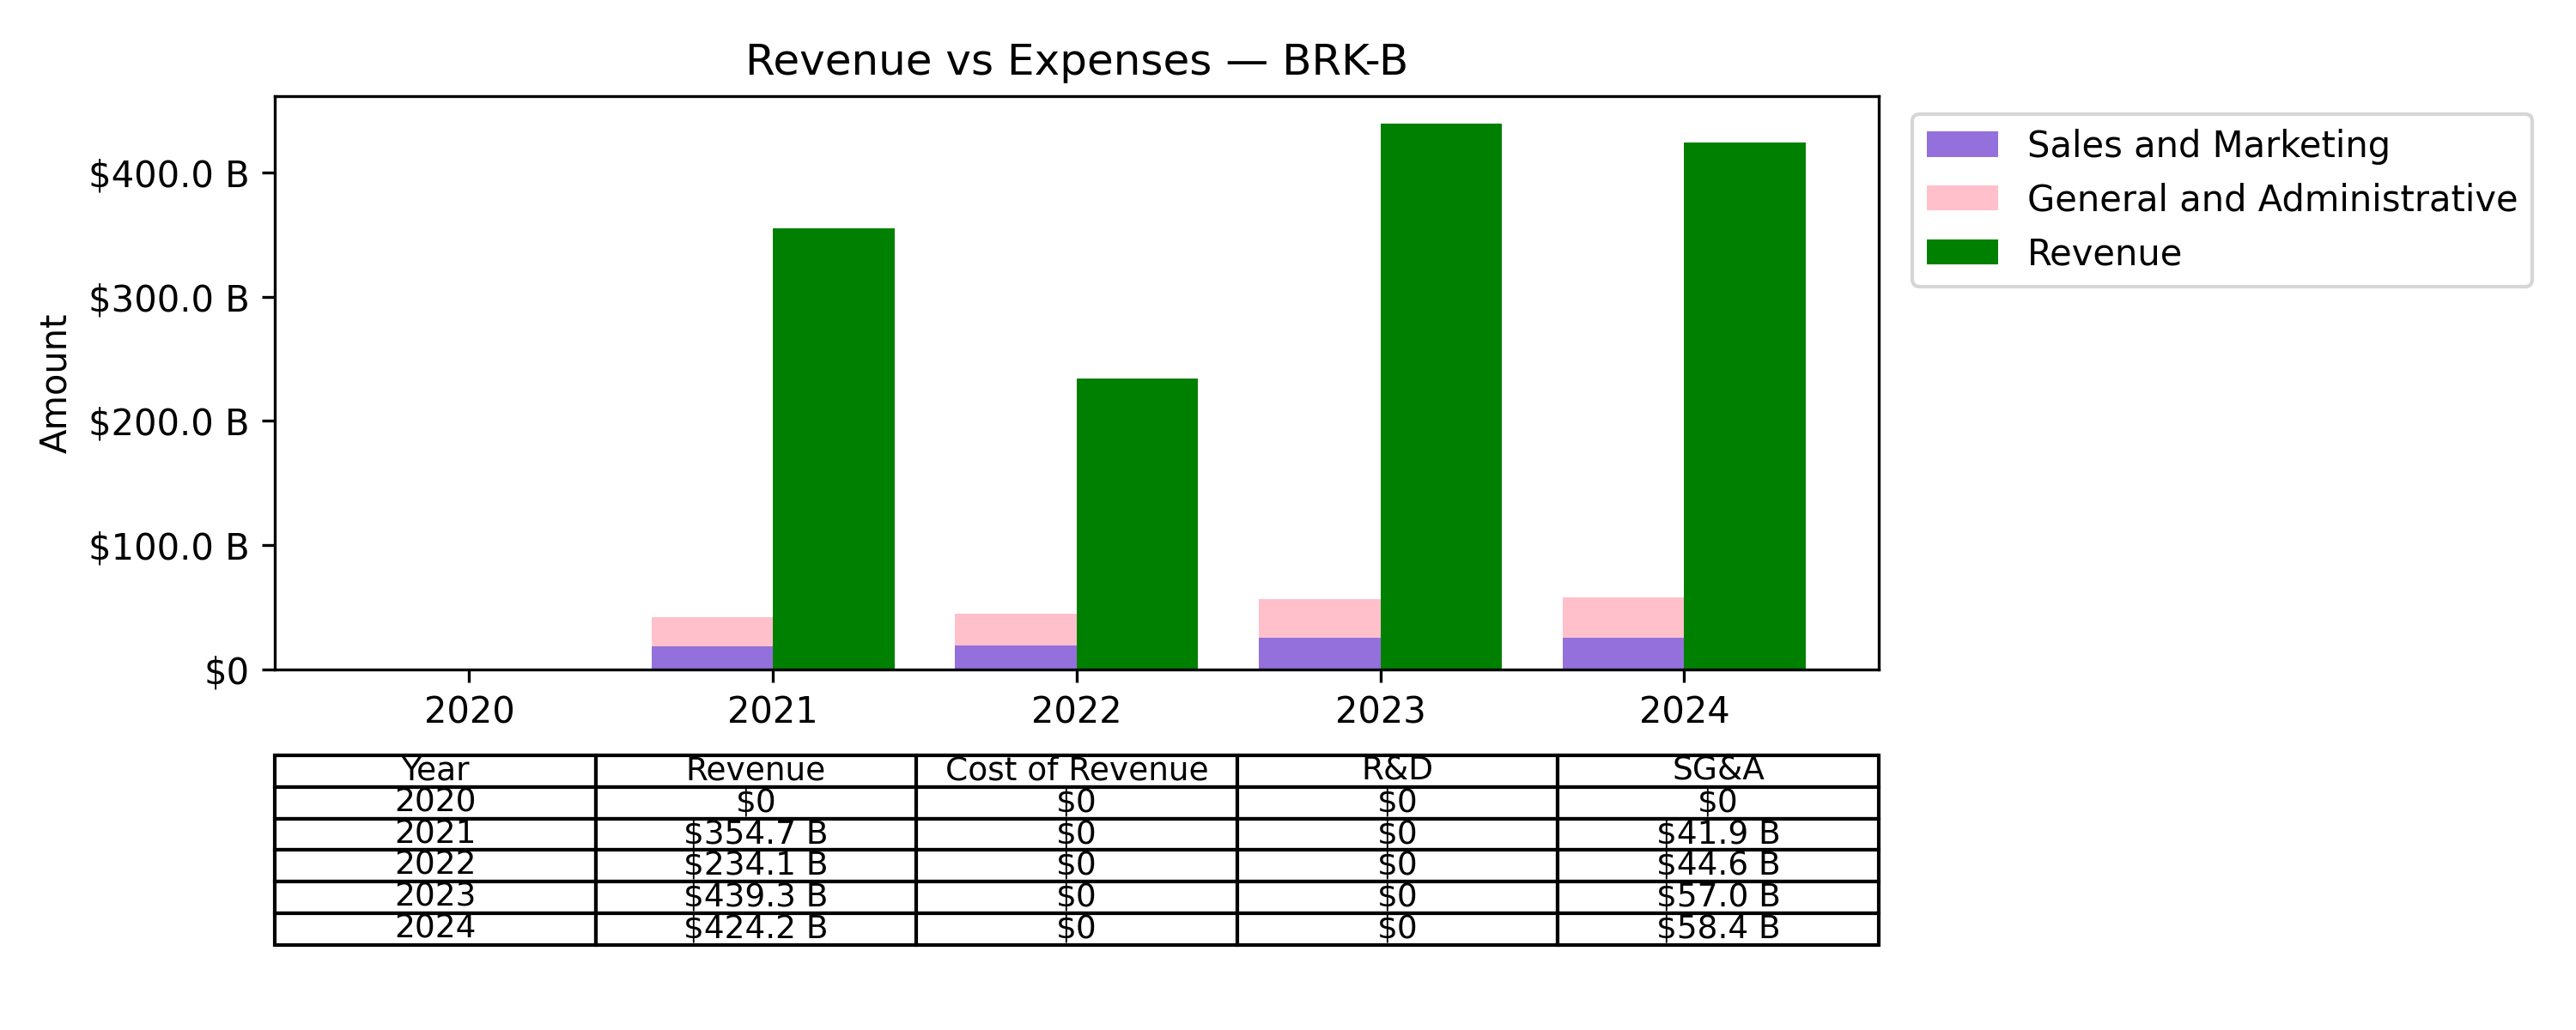 Revenue vs Expenses — BRK-B
Sales and Marketing
General and Administrative
Revenue
Amount
$400.0 B
$300.0 B
$200.0 B
$100.0 B
$0
2020 2021 2022 2023 2024
Year Revenue Cost of Revenue R&D SG&A
2020 $0 $0 $0 $0
2021 $354.7 B $0 $0 $41.9 B
2022 $234.1 B $0 $0 $44.6 B
2023 $439.3 B $0 $0 $57.0 B
2024 $424.2 B $0 $0 $58.4 B